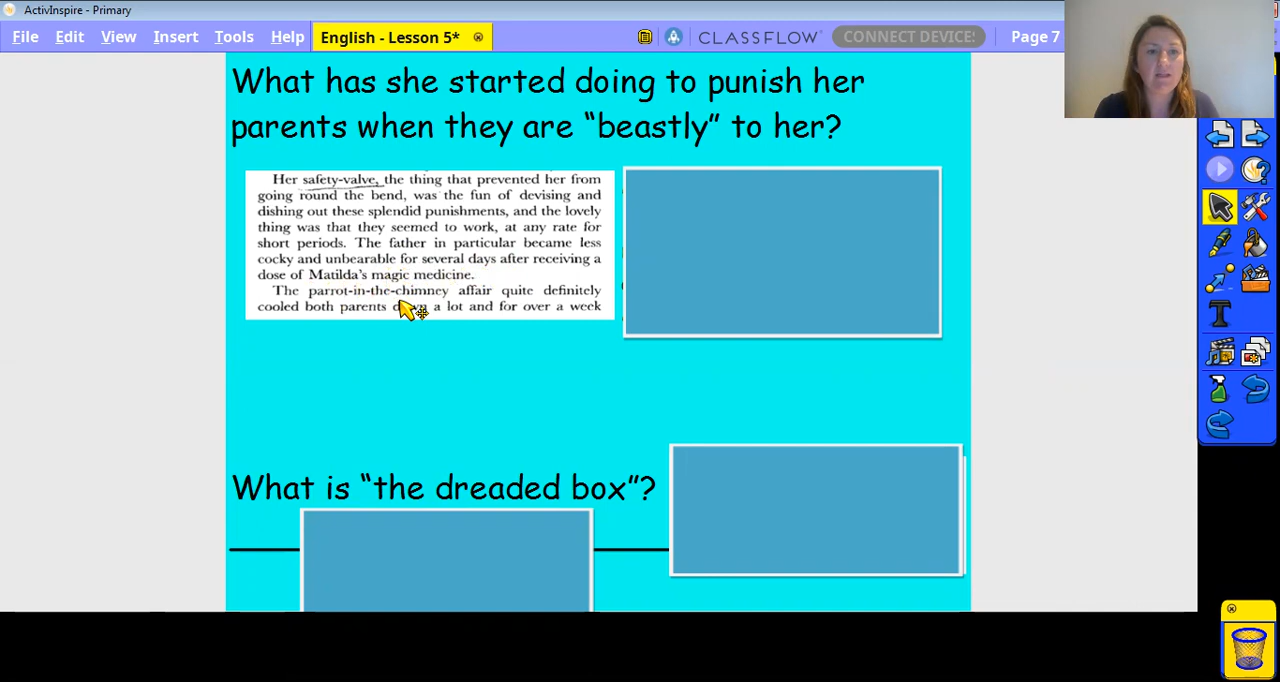 ActivInspire - Primary
File Edit View Insert Tools Help English - Lesson 5* CLASSFLOW CONNECT DEVICES Page 7
What has she started doing to punish her
parents when they are “beastly” to her?
Her safety-valve, the thing that prevented her from
going round the bend, was the fun of devising and
dishing out these splendid punishments, and the lovely
thing was that they seemed to work, at any rate for
short periods. The father in particular became less
cocky and unbearable for several days after receiving a
dose of Matilda's magic medicine.
The parrot-in-the-chimney affair quite definitely
cooled both parents down a lot and for over a week
What is “the dreaded box”?